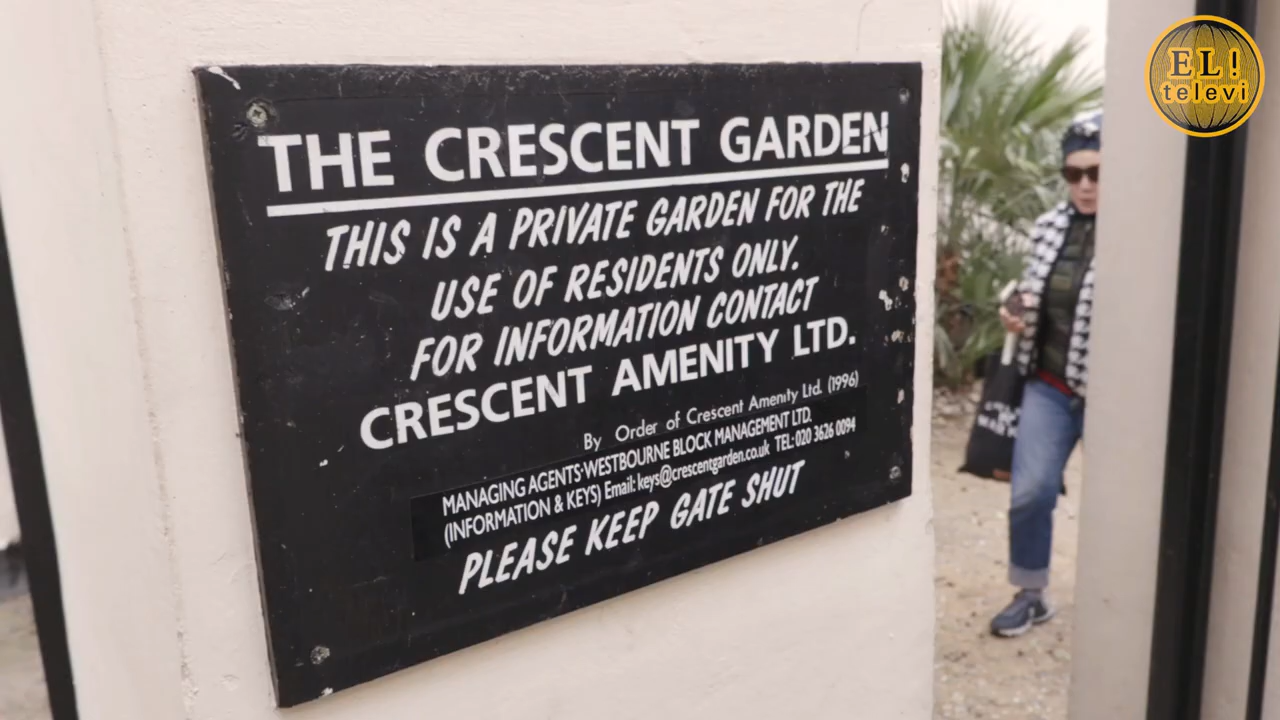 THE CRESCENT GARDEN
THIS IS A PRIVATE GARDEN FOR THE
USE OF RESIDENTS ONLY.
FOR INFORMATION CONTACT
CRESCENT AMENITY LTD.
By Order of Crescent Amenity Ltd. (1996)
MANAGING AGENTS·WESTBOURNE BLOCK MANAGEMENT LTD.
(INFORMATION & KEYS) Email: keys@crescentgarden.co.uk TEL: 020 3626 0094
PLEASE KEEP GATE SHUT
EL!
televi